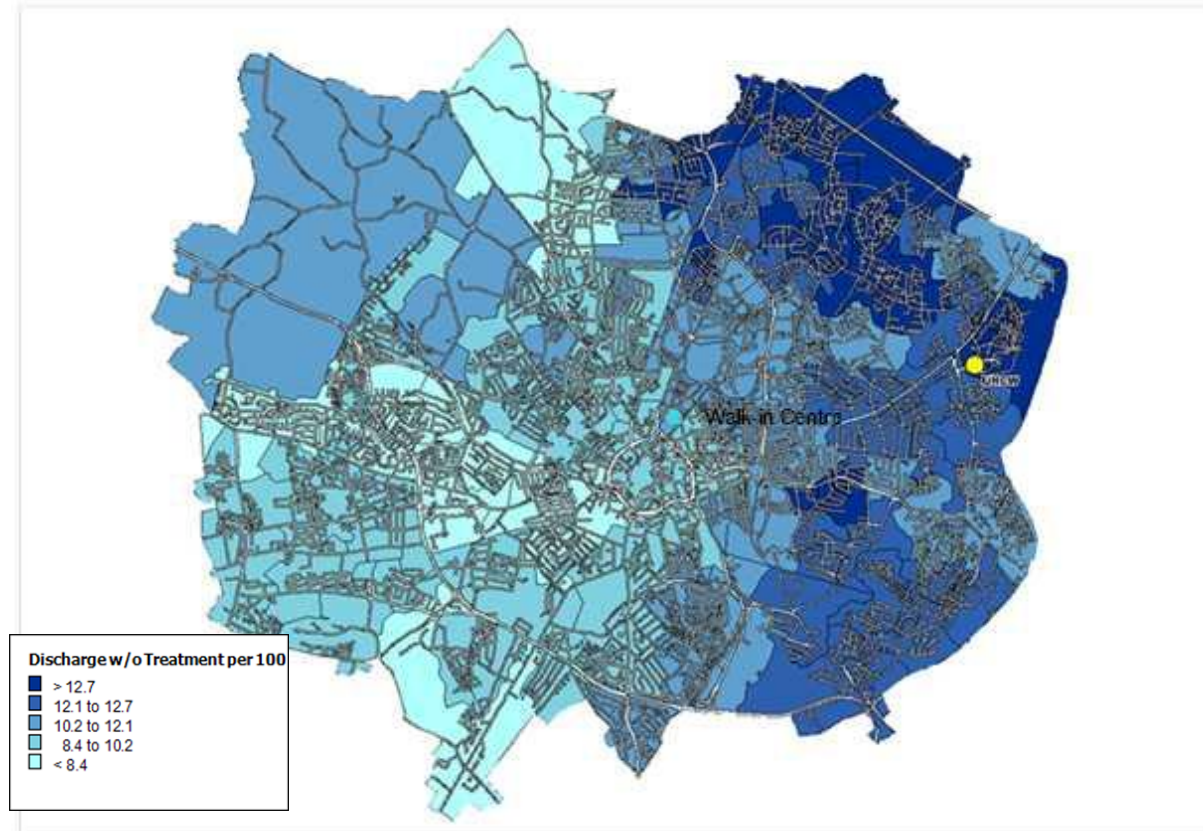 UHCW
Walk-in Centre
Discharge w/o Treatment per 100
> 12.7
12.1 to 12.7
10.2 to 12.1
8.4 to 10.2
< 8.4